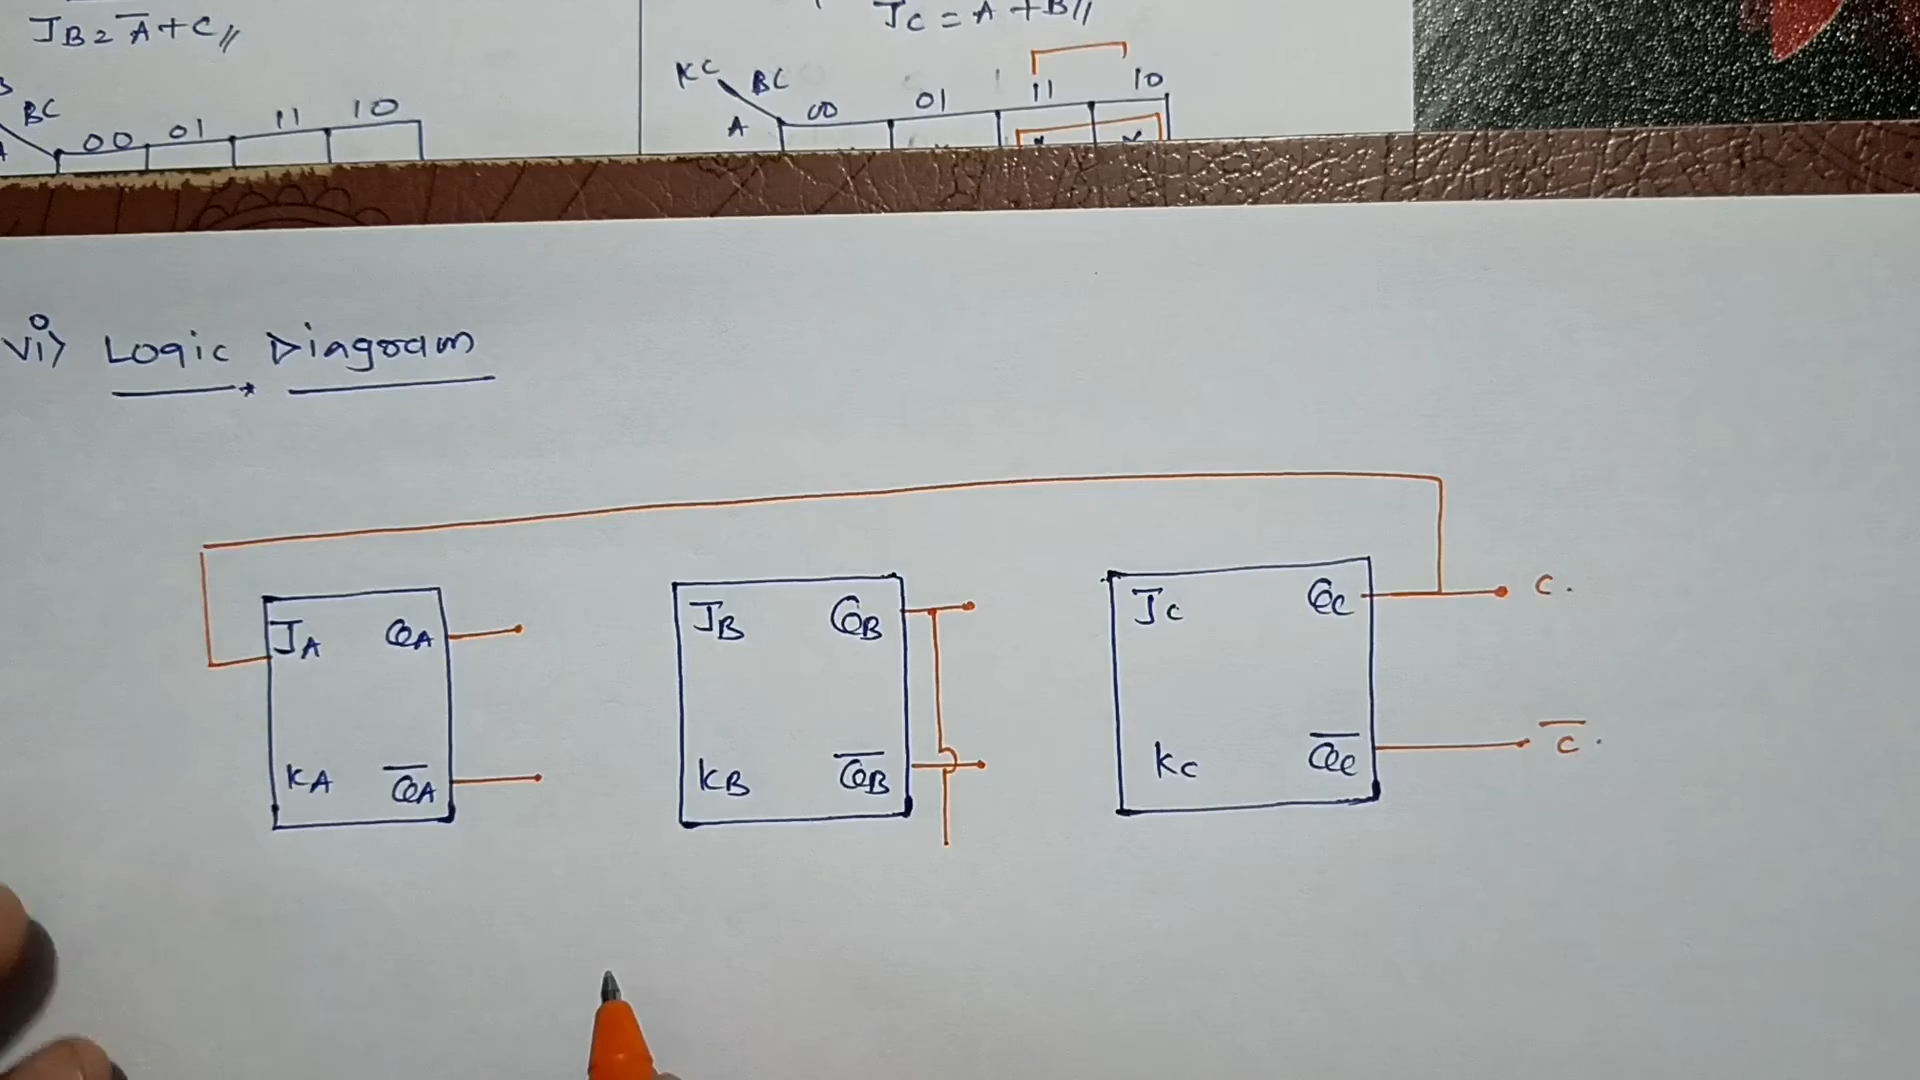 JB = A̅ + C //
JC = A + B //
BC
00 01 11 10
A
KC
BC
00 01 11 10
A
vi) Logic Diagram
JA QA
KA Q̅A
JB QB
KB Q̅B
JC QC
KC Q̅C
C.
C̅.